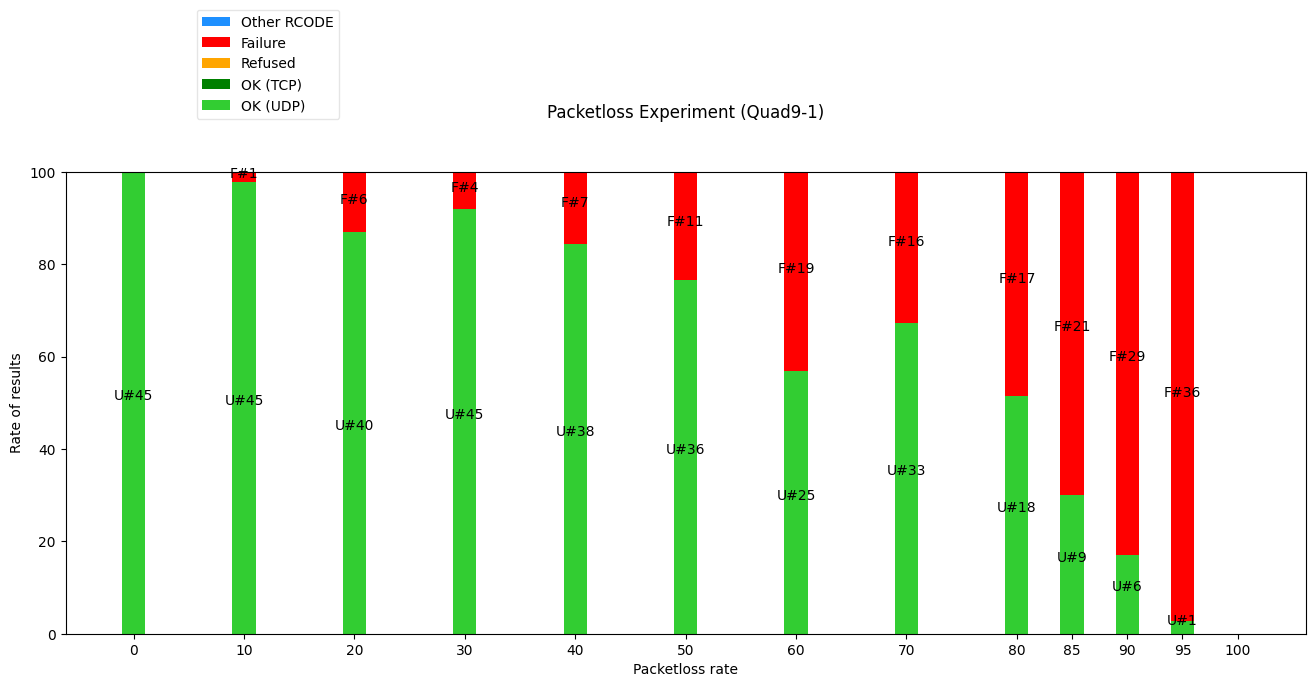 Other RCODE
Failure
Refused
OK (TCP)
OK (UDP)
Packetloss Experiment (Quad9-1)
Rate of results
100
80
60
40
20
0
F#1
F#6
F#4
F#7
F#11
F#19
F#16
F#17
F#21
F#29
F#36
U#45
U#45
U#40
U#45
U#38
U#36
U#25
U#33
U#18
U#9
U#6
U#1
0 10 20 30 40 50 60 70 80 85 90 95 100
Packetloss rate